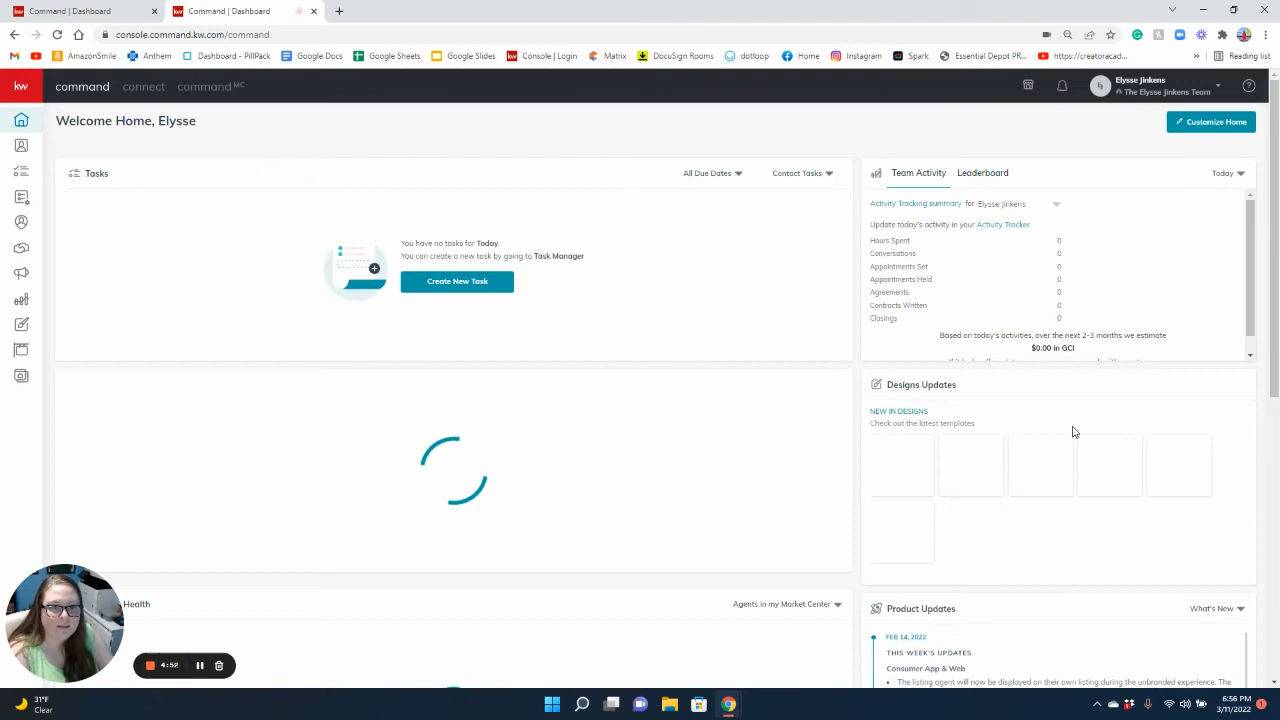 Command | Dashboard
Command | Dashboard
console.command.kw.com/command
AmazonSmile
Anthem
Dashboard - PillPack
Google Docs
Google Sheets
Google Slides
Console | Login
Matrix
DocuSign Rooms
dotloop
Home
Instagram
Spark
Essential Depot PR...
https://creatoracad...
Reading list
kw
command
connect
command MC
Elysse Jinkens
The Elysse Jinkens Team
Welcome Home, Elysse
Customize Home
Tasks
All Due Dates
Contact Tasks
You have no tasks for Today
You can create a new task by going to Task Manager
Create New Task
Team Activity
Leaderboard
Today
Activity Tracking summary for Elysse Jinkens
Update today's activity in your Activity Tracker.
Hours Spent 0
Conversations 0
Appointments Set 0
Appointments Held 0
Agreements 0
Contracts Written 0
Closings 0
Based on today's activities, over the next 2-3 months we estimate
$0.00 in GCI
Designs Updates
NEW IN DESIGNS
Check out the latest templates
Health
Agents in my Market Center
Product Updates
What's New
FEB 14, 2022
THIS WEEK'S UPDATES
Consumer App & Web
The listing agent will now be displayed on their own listing during the unbranded experience. The
4:52
31°F
Clear
6:56 PM
3/11/2022